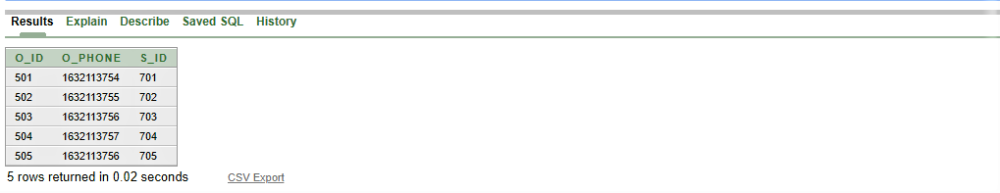 Results Explain Describe Saved SQL History
O_ID O_PHONE S_ID
501 1632113754 701
502 1632113755 702
503 1632113756 703
504 1632113757 704
505 1632113756 705
5 rows returned in 0.02 seconds CSV Export